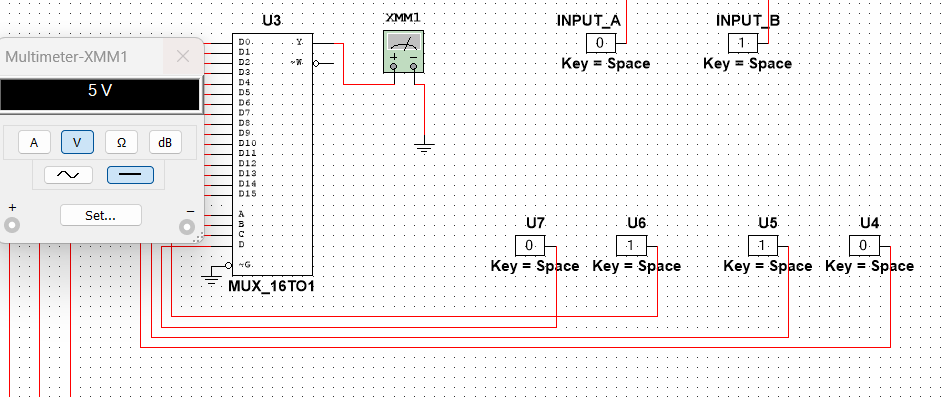 U3
XMM1
INPUT_A
INPUT_B
0
1
Key = Space
Key = Space
Multimeter-XMM1
5 V
A
V
Ω
dB
+
−
Set...
D0
D1
D2
D3
D4
D5
D6
D7
D8
D9
D10
D11
D12
D13
D14
D15
A
B
C
D
~G
Y
~W
+
−
MUX_16TO1
U7
U6
U5
U4
0
1
1
0
Key = Space
Key = Space
Key = Space
Key = Space